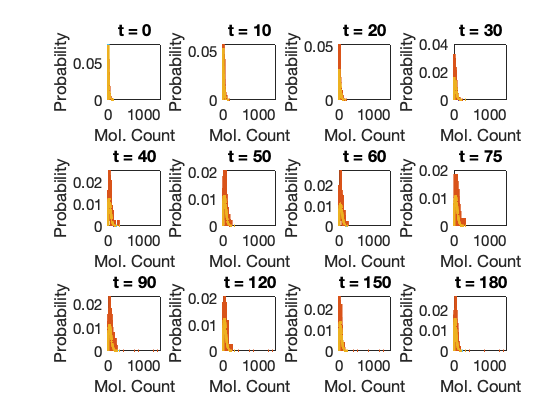 t = 0 t = 10 t = 20 t = 30
Probability Probability Probability Probability
0.05 0.05 0.05 0.04
0.02
0 0 0 0
0 1000 0 1000 0 1000 0 1000
Mol. Count Mol. Count Mol. Count Mol. Count
t = 40 t = 50 t = 60 t = 75
Probability Probability Probability Probability
0.02 0.02 0.02 0.02
0.01 0.01 0.01 0.01
0 0 0 0
0 1000 0 1000 0 1000 0 1000
Mol. Count Mol. Count Mol. Count Mol. Count
t = 90 t = 120 t = 150 t = 180
Probability Probability Probability Probability
0.02 0.02 0.02 0.02
0.01 0.01 0.01 0.01
0 0 0 0
0 1000 0 1000 0 1000 0 1000
Mol. Count Mol. Count Mol. Count Mol. Count